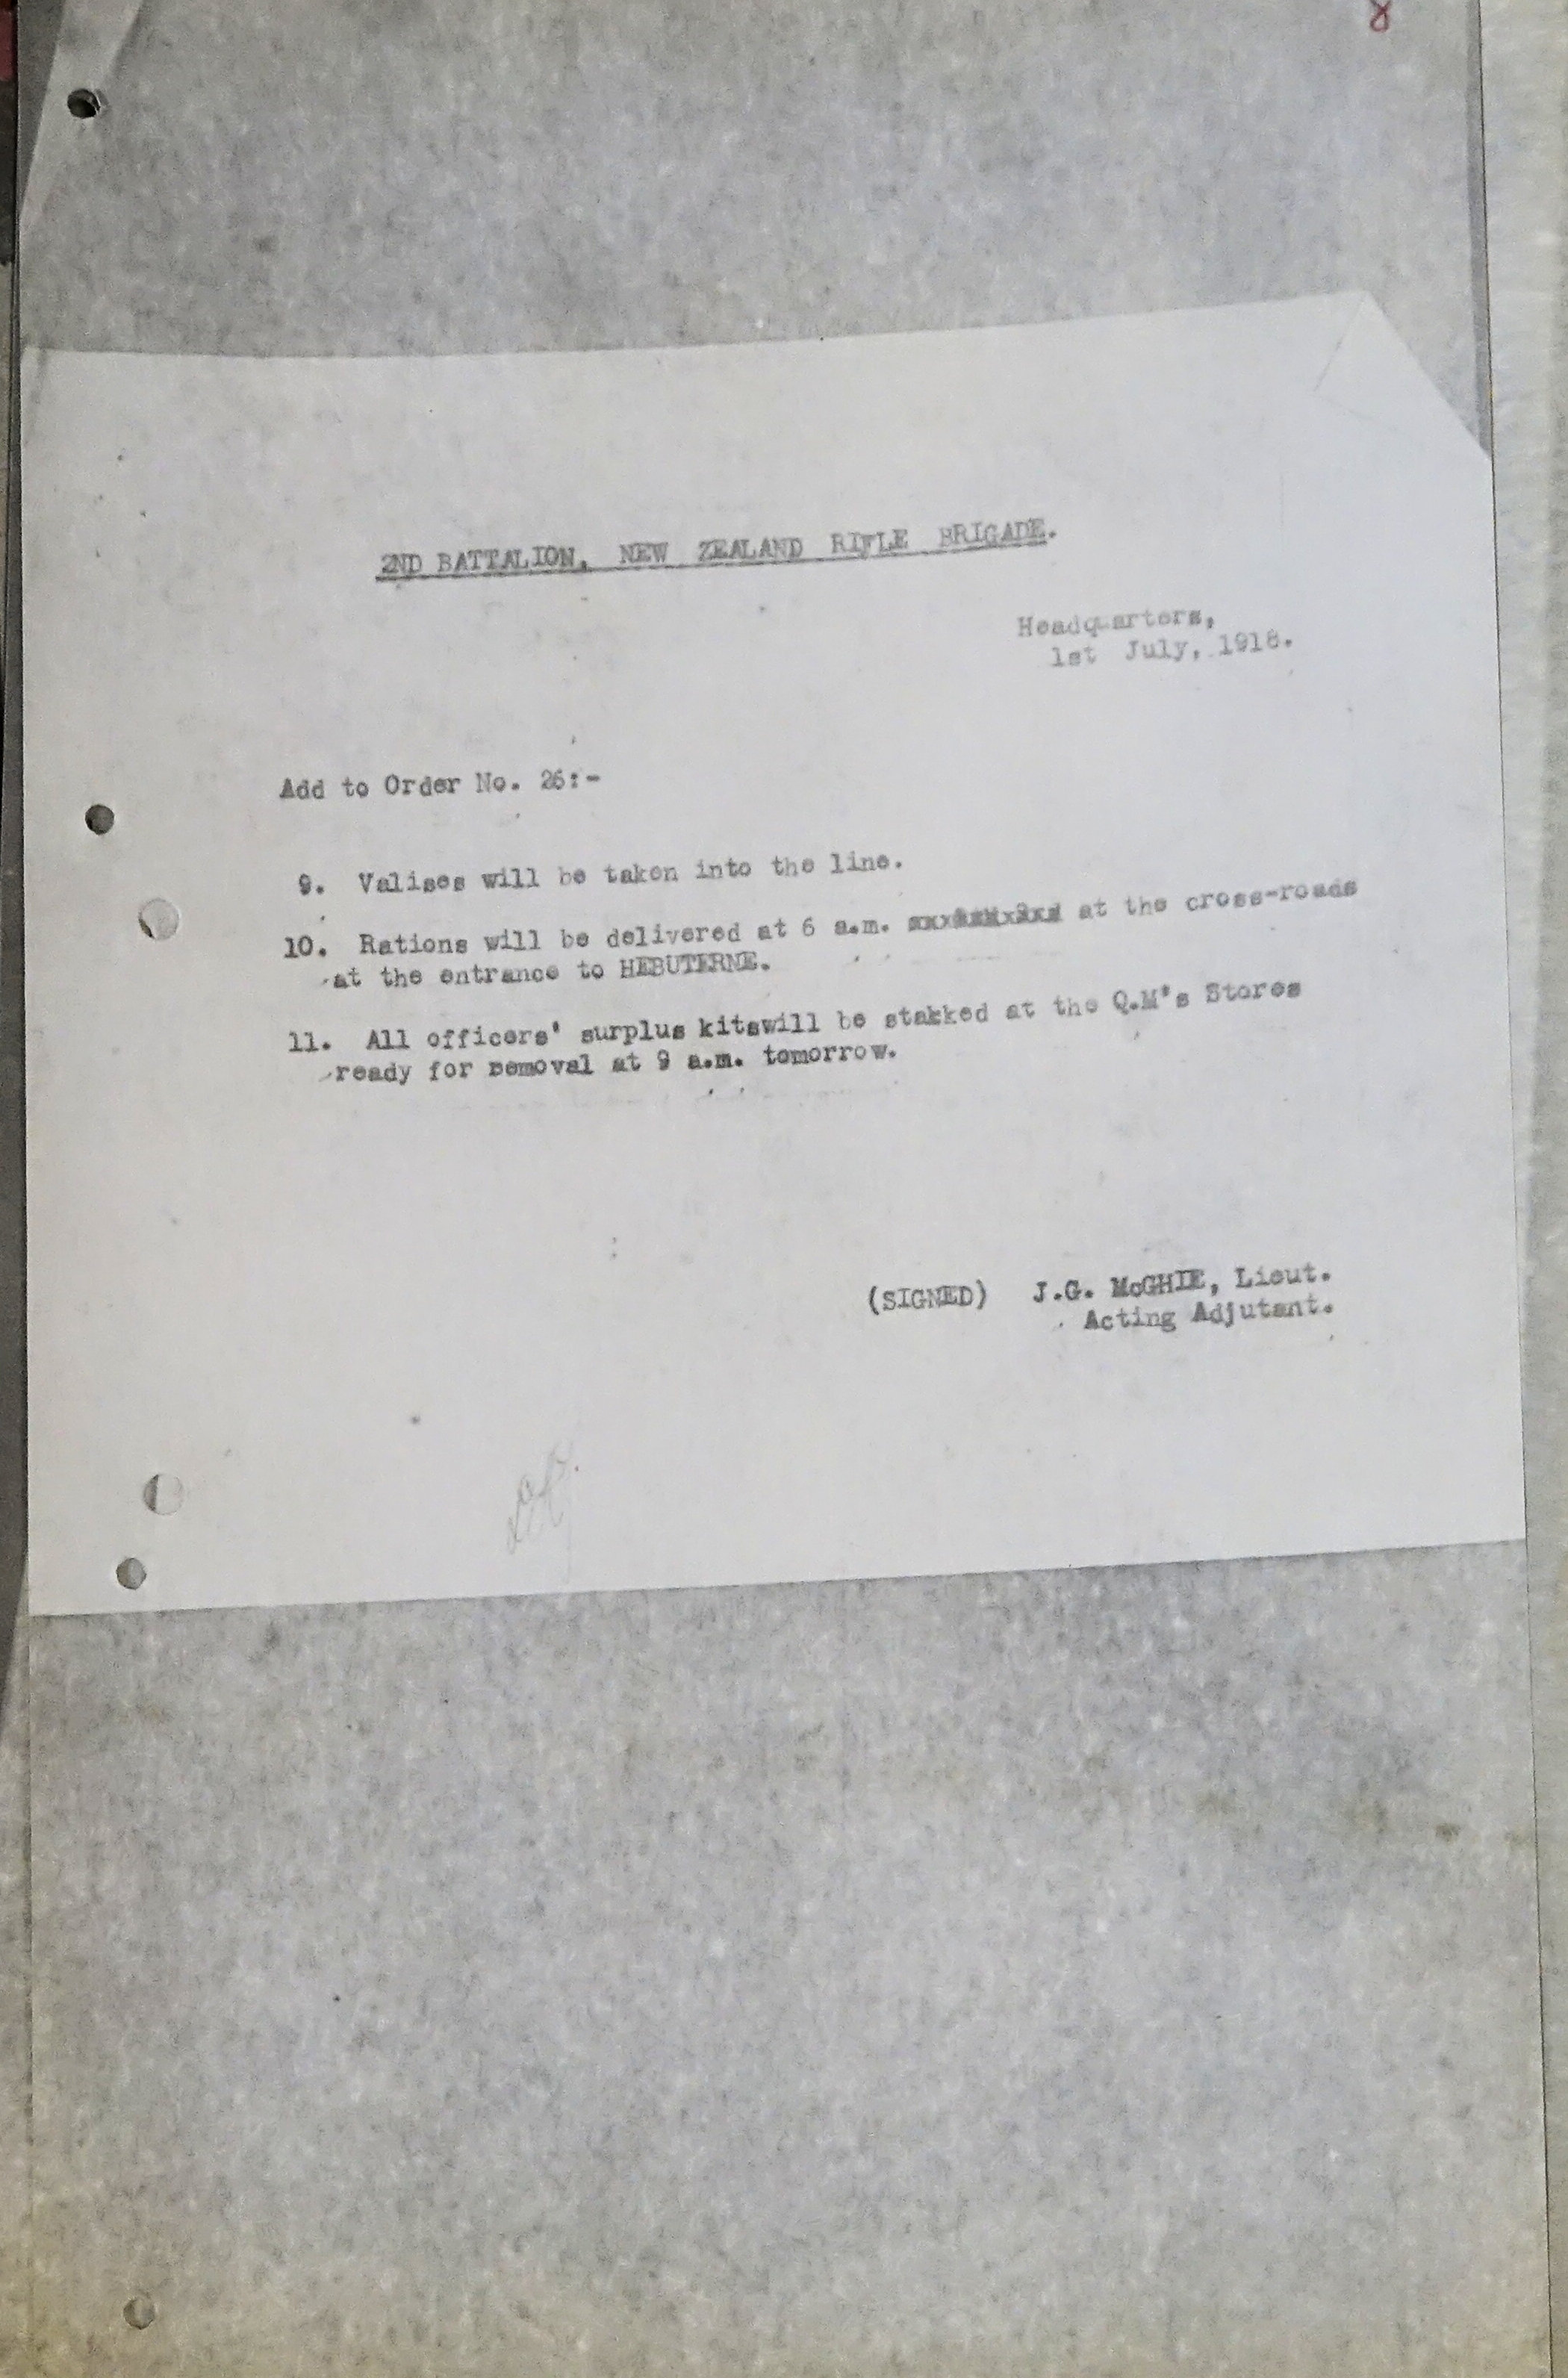 8
2ND BATTALION, NEW ZEALAND RIFLE BRIGADE.
Headquarters,
1st July, 1918.
Add to Order No. 26:-
9. Valises will be taken into the line.
10. Rations will be delivered at 6 a.m. at the cross-roads
at the entrance to HEBUTERNE.
11. All officers' surplus kitswill be stakked at the Q.M's Stores
ready for removal at 9 a.m. tomorrow.
(SIGNED) J.G. McGHIE, Lieut.
Acting Adjutant.